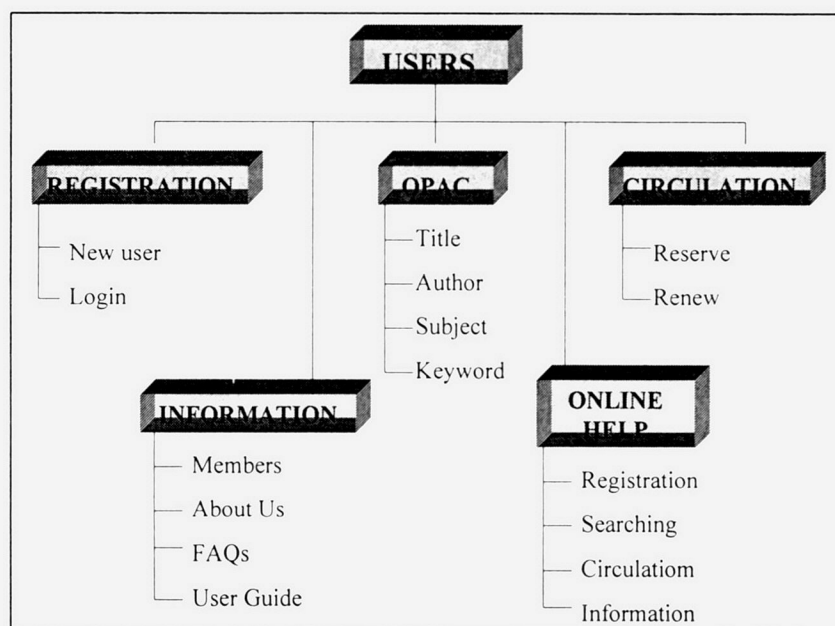 USERS
REGISTRATION
New user
Login
OPAC
Title
Author
Subject
Keyword
CIRCULATION
Reserve
Renew
INFORMATION
Members
About Us
FAQs
User Guide
ONLINE
HELP
Registration
Searching
Circulatiom
Information